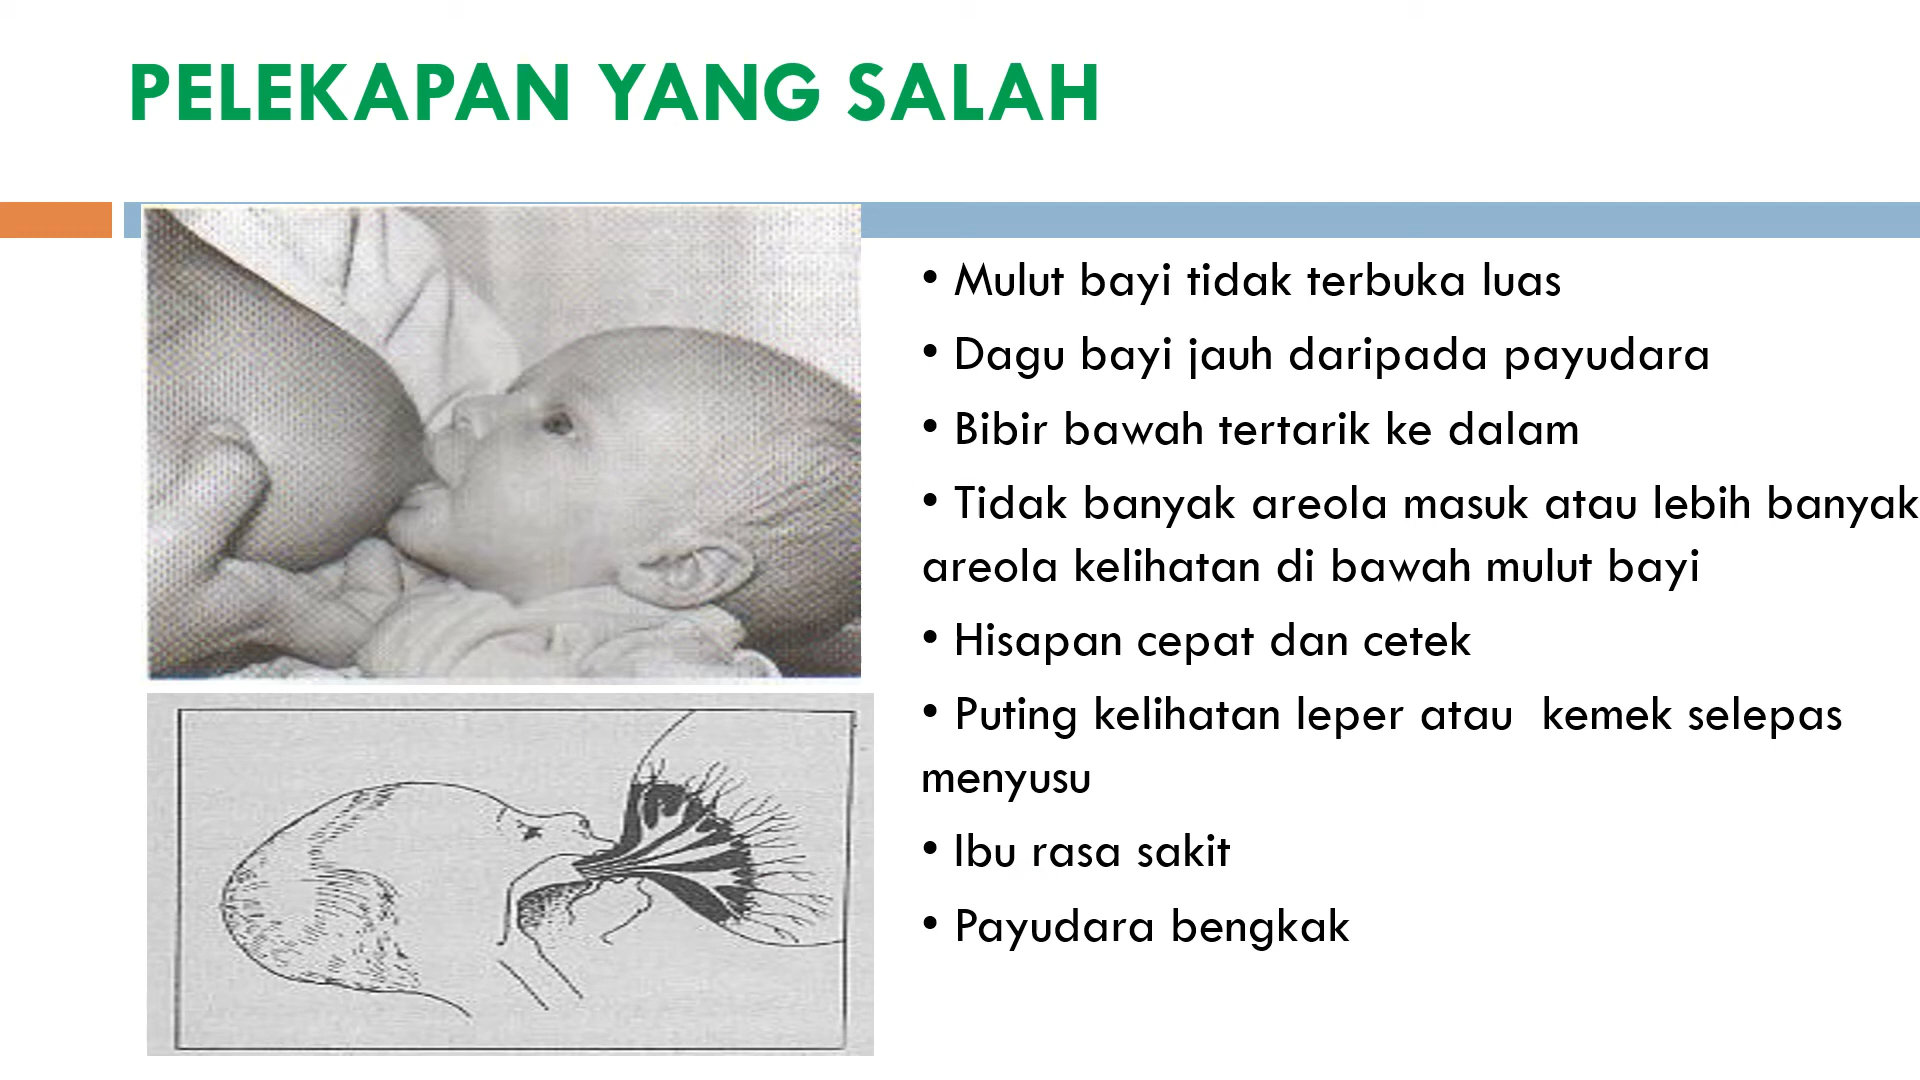 PELEKAPAN YANG SALAH
• Mulut bayi tidak terbuka luas
• Dagu bayi jauh daripada payudara
• Bibir bawah tertarik ke dalam
• Tidak banyak areola masuk atau lebih banyak
areola kelihatan di bawah mulut bayi
• Hisapan cepat dan cetek
• Puting kelihatan leper atau  kemek selepas
menyusu
• Ibu rasa sakit
• Payudara bengkak